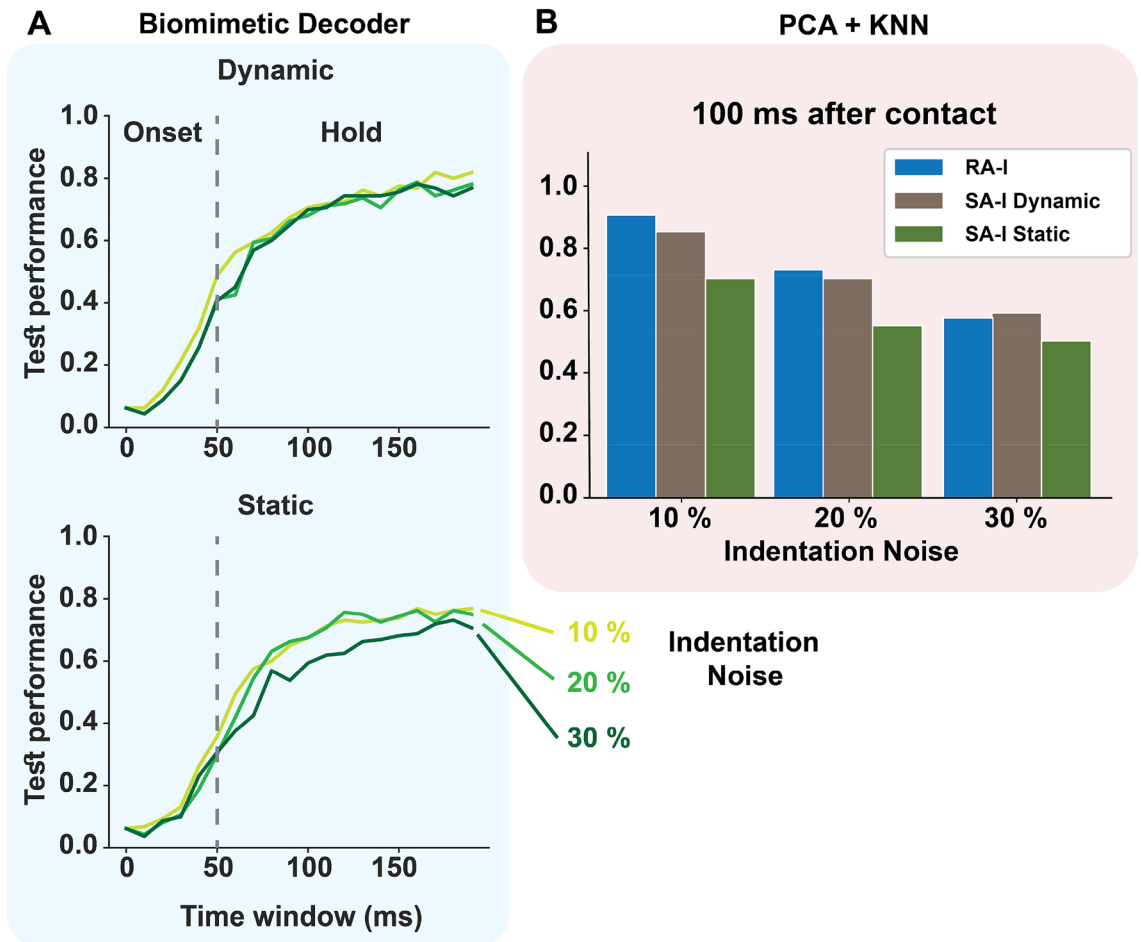 A
Biomimetic Decoder
Dynamic
Onset
Hold
Test performance
1.0
0.8
0.6
0.4
0.2
0.0
0
50
100
150
Static
Test performance
1.0
0.8
0.6
0.4
0.2
0.0
0
50
100
150
Time window (ms)
10 %
20 %
30 %
Indentation
Noise
B
PCA + KNN
100 ms after contact
RA-I
SA-I Dynamic
SA-I Static
1.0
0.8
0.6
0.4
0.2
0.0
10 %
20 %
30 %
Indentation Noise